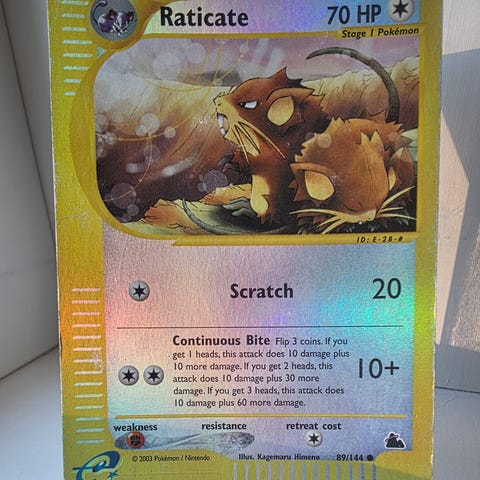 Raticate 70 HP
Stage 1 Pokémon
ID: E-28-#
Scratch 20
Continuous Bite Flip 3 coins. If you
get 1 heads, this attack does 10 damage plus
10 more damage. If you get 2 heads, this
attack does 10 damage plus 30 more
damage. If you get 3 heads, this attack does
10 damage plus 60 more damage.
10+
weakness resistance retreat cost
© 2003 Pokémon / Nintendo Illus. Kagemaru Himeno 89/144 ●
e